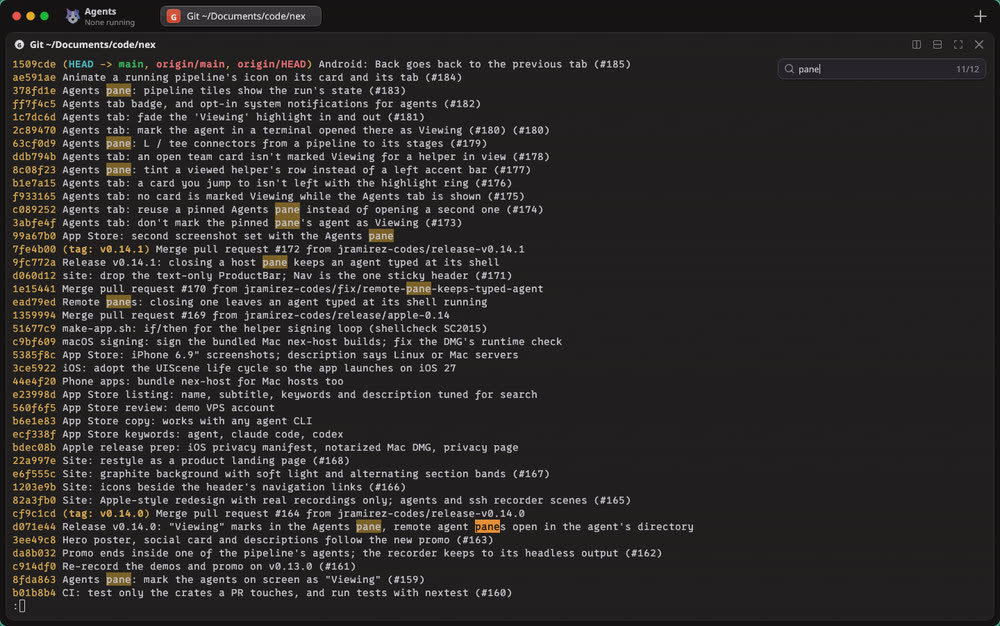 Agents
None running
G Git ~/Documents/code/nex
G Git ~/Documents/code/nex
pane 11/12
1509cde (HEAD -> main, origin/main, origin/HEAD) Android: Back goes back to the previous tab (#185)
ae591ae Animate a running pipeline's icon on its card and its tab (#184)
378fd1e Agents pane: pipeline tiles show the run's state (#183)
ff7f4c5 Agents tab badge, and opt-in system notifications for agents (#182)
1c7dc6d Agents tab: fade the 'Viewing' highlight in and out (#181)
2c89470 Agents tab: mark the agent in a terminal opened there as Viewing (#180) (#180)
63cf0d9 Agents pane: L / tee connectors from a pipeline to its stages (#179)
ddb794b Agents tab: an open team card isn't marked Viewing for a helper in view (#178)
8c08f23 Agents pane: tint a viewed helper's row instead of a left accent bar (#177)
b1e7a15 Agents tab: a card you jump to isn't left with the highlight ring (#176)
f933165 Agents tab: no card is marked Viewing while the Agents tab is shown (#175)
c089252 Agents tab: reuse a pinned Agents pane instead of opening a second one (#174)
3abfe4f Agents tab: don't mark the pinned pane's agent as Viewing (#173)
99a67b0 App Store: second screenshot set with the Agents pane
7fe4b00 (tag: v0.14.1) Merge pull request #172 from jramirez-codes/release-v0.14.1
9fc772a Release v0.14.1: closing a host pane keeps an agent typed at its shell
d060d12 site: drop the text-only ProductBar; Nav is the one sticky header (#171)
1e15441 Merge pull request #170 from jramirez-codes/fix/remote-pane-keeps-typed-agent
ead79ed Remote panes: closing one leaves an agent typed at its shell running
1359994 Merge pull request #169 from jramirez-codes/release/apple-0.14
51677c9 make-app.sh: if/then for the helper signing loop (shellcheck SC2015)
c9bf609 macOS signing: sign the bundled Mac nex-host builds; fix the DMG's runtime check
5385f8c App Store: iPhone 6.9" screenshots; description says Linux or Mac servers
3ce5922 iOS: adopt the UIScene life cycle so the app launches on iOS 27
44e4f20 Phone apps: bundle nex-host for Mac hosts too
e23998d App Store listing: name, subtitle, keywords and description tuned for search
560f6f5 App Store review: demo VPS account
b6e1e83 App Store copy: works with any agent CLI
ecf338f App Store keywords: agent, claude code, codex
bdec08b Apple release prep: iOS privacy manifest, notarized Mac DMG, privacy page
22a997e Site: restyle as a product landing page (#168)
e6f555c Site: graphite background with soft light and alternating section bands (#167)
1203e9b Site: icons beside the header's navigation links (#166)
82a3fb0 Site: Apple-style redesign with real recordings only; agents and ssh recorder scenes (#165)
cf9c1cd (tag: v0.14.0) Merge pull request #164 from jramirez-codes/release-v0.14.0
d071e44 Release v0.14.0: "Viewing" marks in the Agents pane, remote agent panes open in the agent's directory
3ee49c8 Hero poster, social card and descriptions follow the new promo (#163)
da8b032 Promo ends inside one of the pipeline's agents; the recorder keeps to its headless output (#162)
c914df0 Re-record the demos and promo on v0.13.0 (#161)
8fda863 Agents pane: mark the agents on screen as "Viewing" (#159)
b01b8b4 CI: test only the crates a PR touches, and run tests with nextest (#160)
: